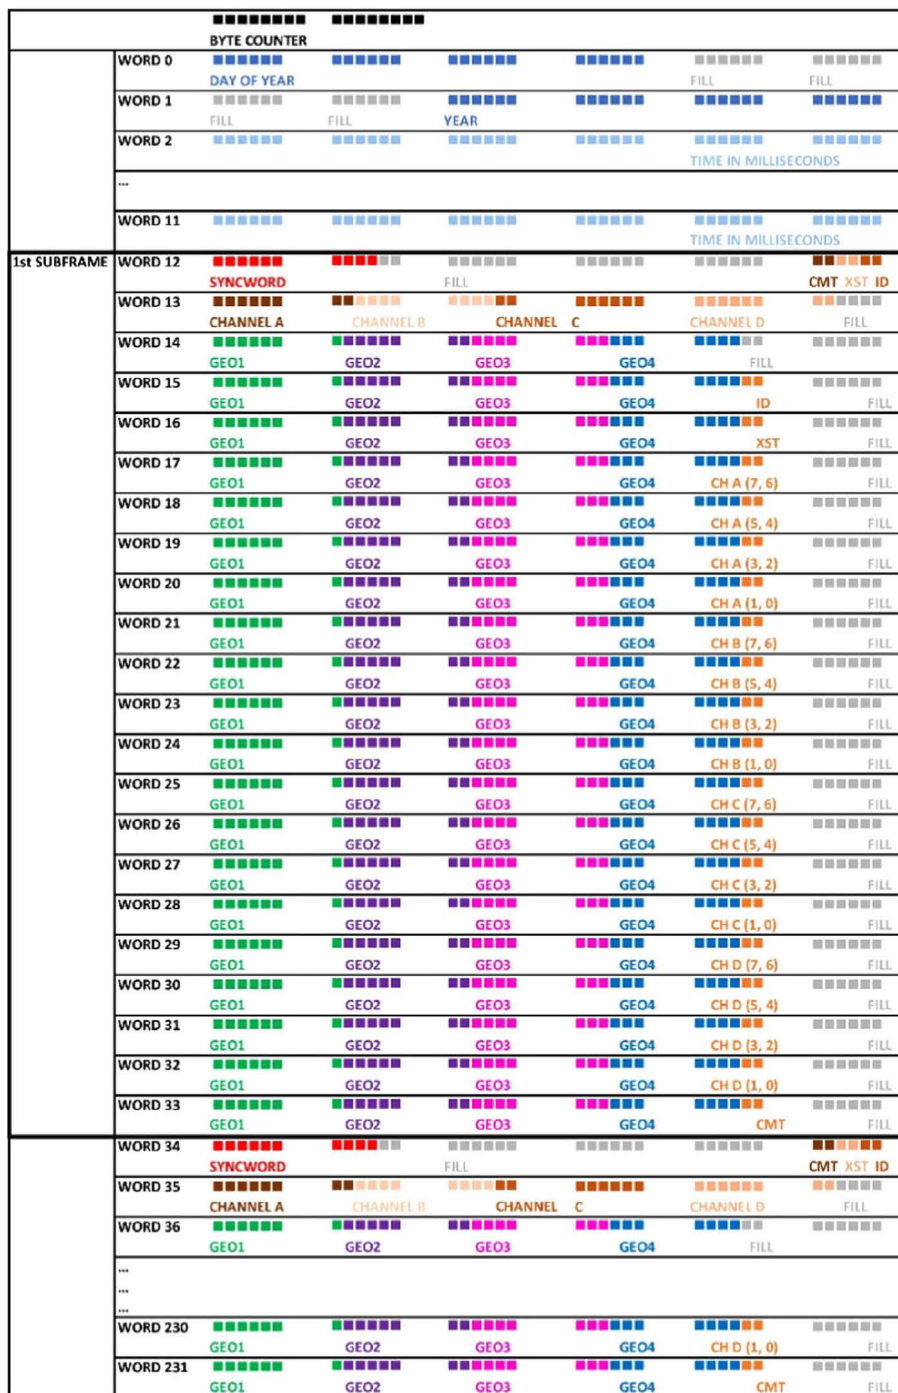 BYTE COUNTER
WORD 0
DAY OF YEAR FILL FILL
WORD 1
FILL FILL YEAR
WORD 2
TIME IN MILLISECONDS
...
WORD 11
TIME IN MILLISECONDS
1st SUBFRAME WORD 12
SYNCWORD FILL CMT XST ID
WORD 13
CHANNEL A CHANNEL B CHANNEL C CHANNEL D FILL
WORD 14
GEO1 GEO2 GEO3 GEO4 FILL
WORD 15
GEO1 GEO2 GEO3 GEO4 ID FILL
WORD 16
GEO1 GEO2 GEO3 GEO4 XST FILL
WORD 17
GEO1 GEO2 GEO3 GEO4 CH A (7, 6) FILL
WORD 18
GEO1 GEO2 GEO3 GEO4 CH A (5, 4) FILL
WORD 19
GEO1 GEO2 GEO3 GEO4 CH A (3, 2) FILL
WORD 20
GEO1 GEO2 GEO3 GEO4 CH A (1, 0) FILL
WORD 21
GEO1 GEO2 GEO3 GEO4 CH B (7, 6) FILL
WORD 22
GEO1 GEO2 GEO3 GEO4 CH B (5, 4) FILL
WORD 23
GEO1 GEO2 GEO3 GEO4 CH B (3, 2) FILL
WORD 24
GEO1 GEO2 GEO3 GEO4 CH B (1, 0) FILL
WORD 25
GEO1 GEO2 GEO3 GEO4 CH C (7, 6) FILL
WORD 26
GEO1 GEO2 GEO3 GEO4 CH C (5, 4) FILL
WORD 27
GEO1 GEO2 GEO3 GEO4 CH C (3, 2) FILL
WORD 28
GEO1 GEO2 GEO3 GEO4 CH C (1, 0) FILL
WORD 29
GEO1 GEO2 GEO3 GEO4 CH D (7, 6) FILL
WORD 30
GEO1 GEO2 GEO3 GEO4 CH D (5, 4) FILL
WORD 31
GEO1 GEO2 GEO3 GEO4 CH D (3, 2) FILL
WORD 32
GEO1 GEO2 GEO3 GEO4 CH D (1, 0) FILL
WORD 33
GEO1 GEO2 GEO3 GEO4 CMT FILL
WORD 34
SYNCWORD FILL CMT XST ID
WORD 35
CHANNEL A CHANNEL B CHANNEL C CHANNEL D FILL
WORD 36
GEO1 GEO2 GEO3 GEO4 FILL
...
...
...
WORD 230
GEO1 GEO2 GEO3 GEO4 CH D (1, 0) FILL
WORD 231
GEO1 GEO2 GEO3 GEO4 CMT FILL